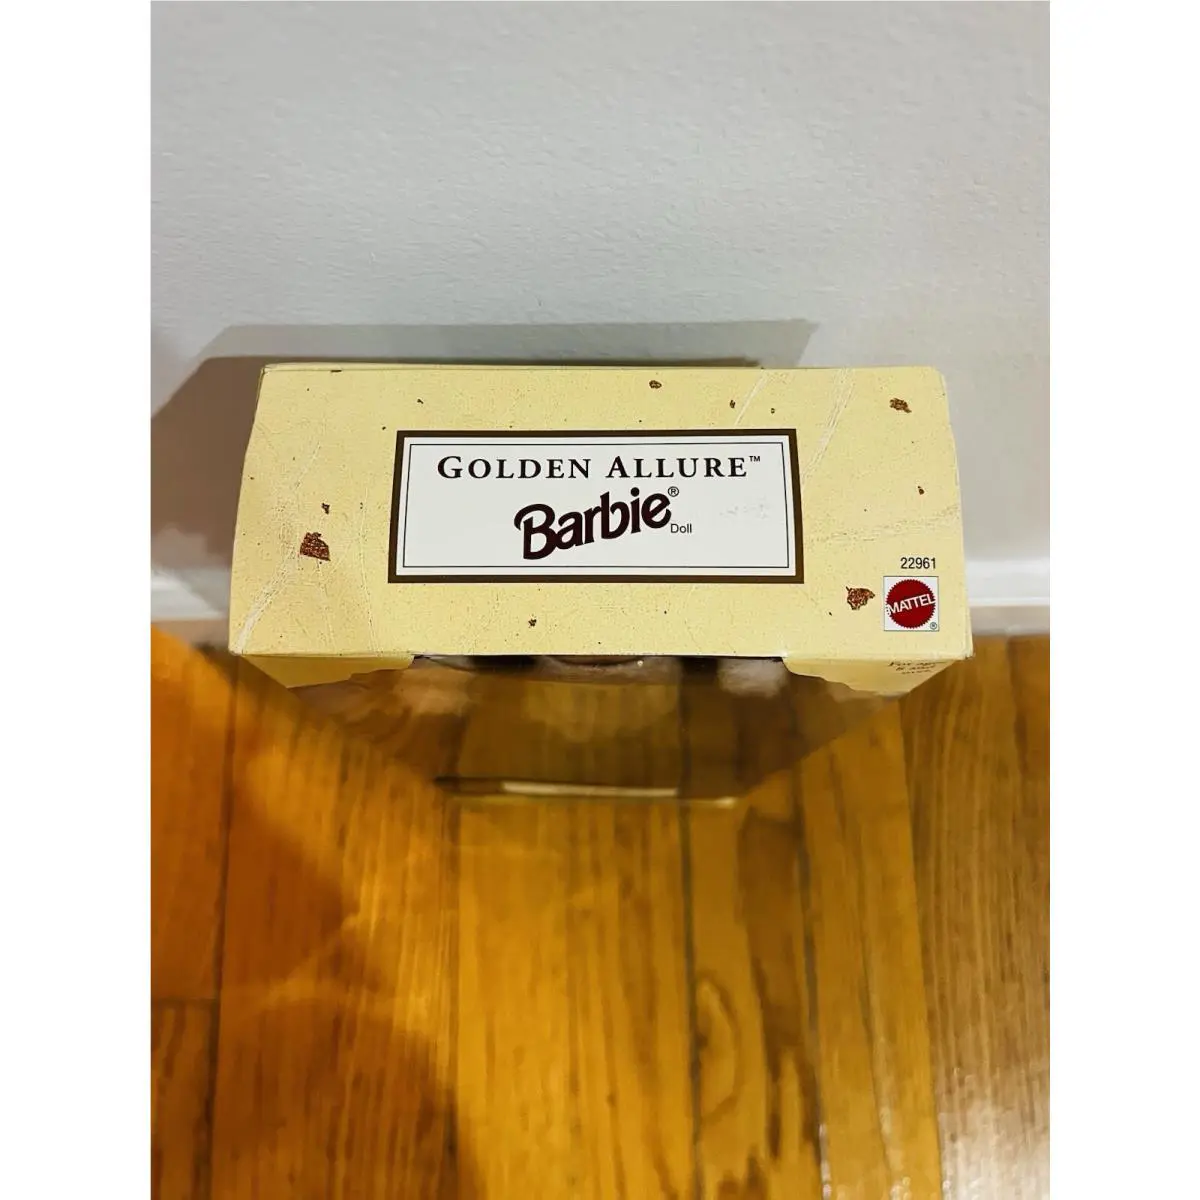 GOLDEN ALLURE™
Barbie®
Doll
22961
MATTEL
®